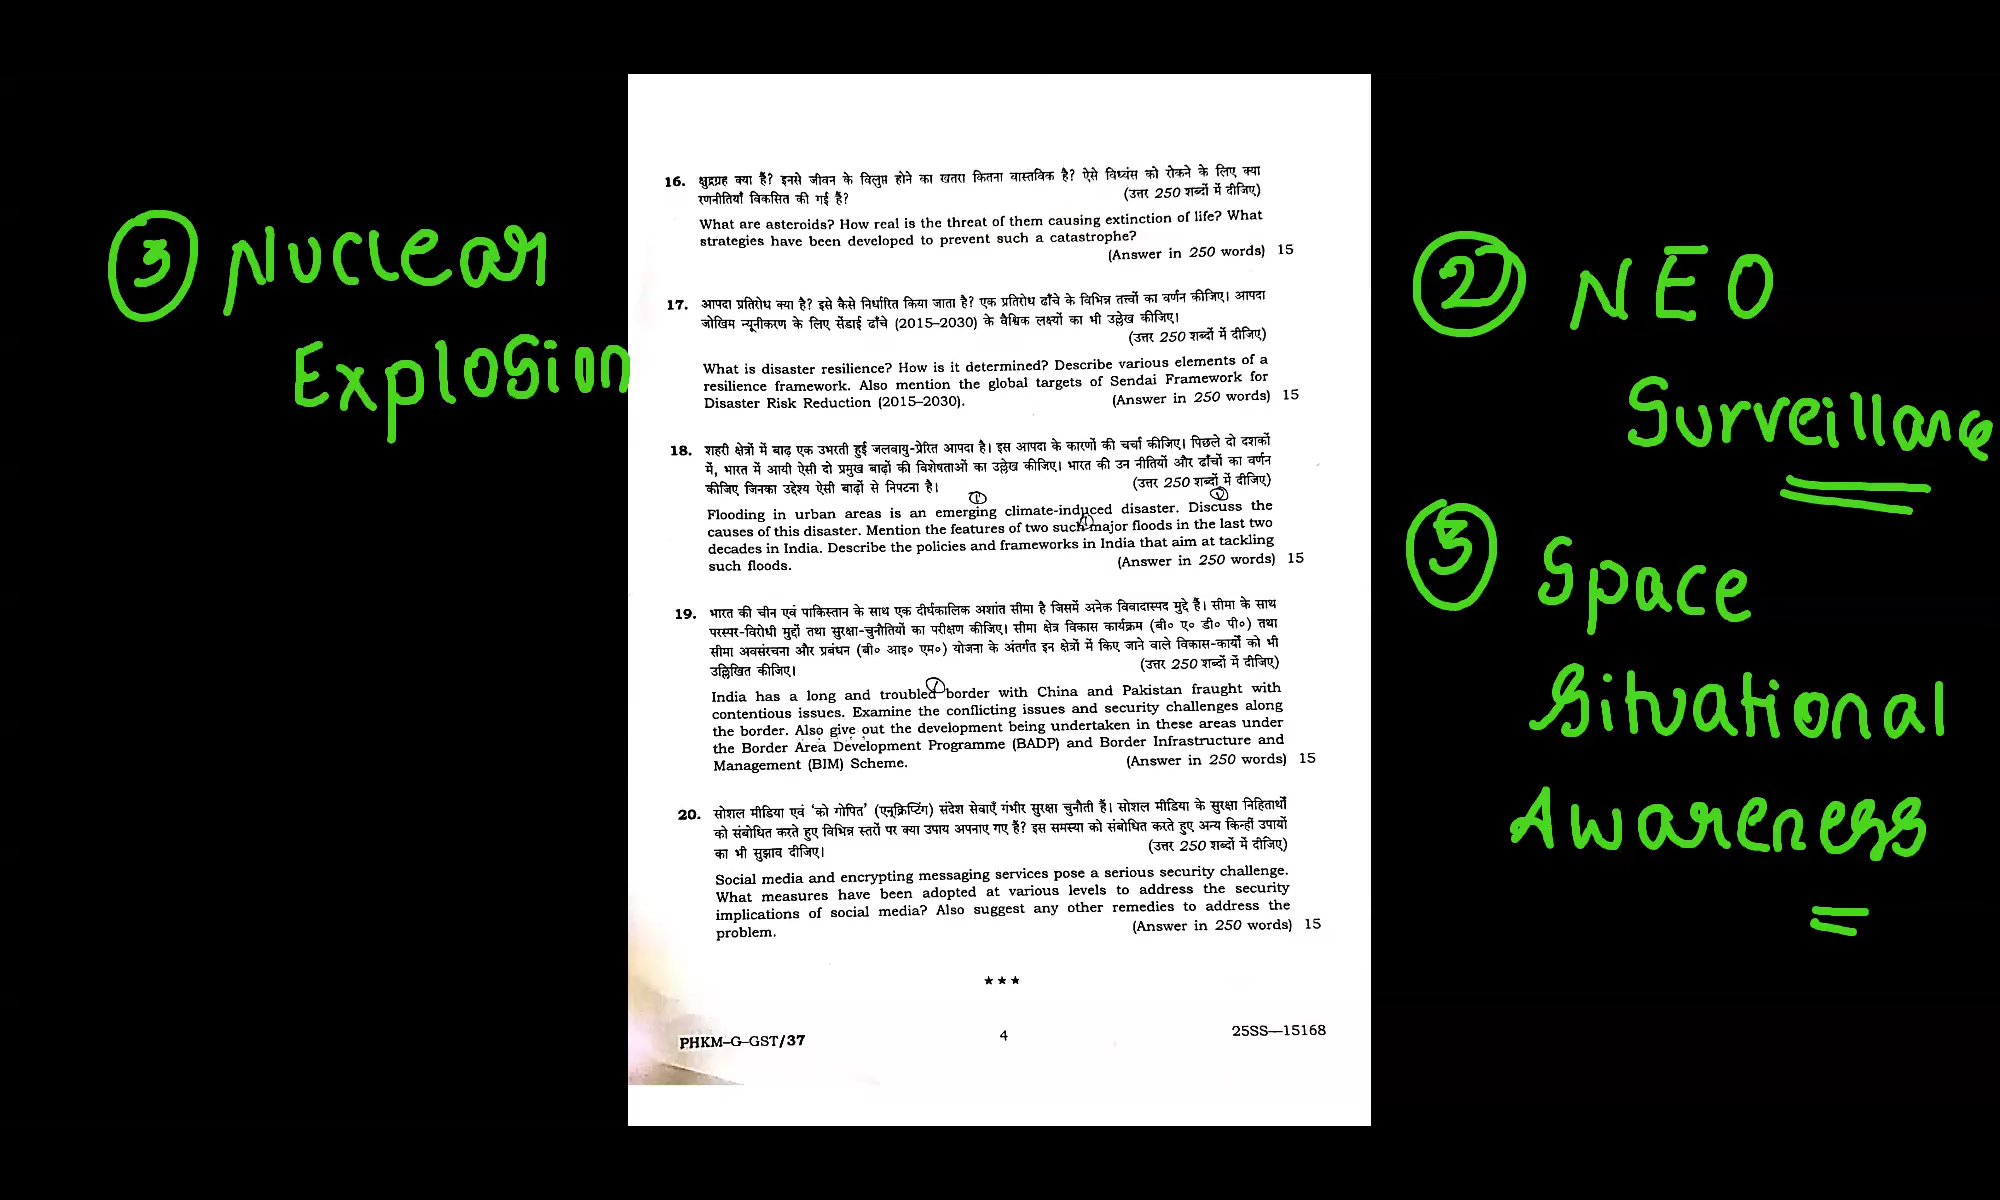 ③ Nuclear
Explosion
16. क्षुद्रग्रह क्या हैं? इनसे जीवन के विलुप्त होने का खतरा कितना वास्तविक है? ऐसे विध्वंस को रोकने के लिए क्या
रणनीतियाँ विकसित की गई हैं? (उत्तर 250 शब्दों में दीजिए)
What are asteroids? How real is the threat of them causing extinction of life? What
strategies have been developed to prevent such a catastrophe?
(Answer in 250 words) 15
17. आपदा प्रतिरोध क्या है? इसे कैसे निर्धारित किया जाता है? एक प्रतिरोध ढाँचे के विभिन्न तत्त्वों का वर्णन कीजिए। आपदा
जोखिम न्यूनीकरण के लिए सेंडाई ढाँचे (2015–2030) के वैश्विक लक्ष्यों का भी उल्लेख कीजिए।
(उत्तर 250 शब्दों में दीजिए)
What is disaster resilience? How is it determined? Describe various elements of a
resilience framework. Also mention the global targets of Sendai Framework for
Disaster Risk Reduction (2015–2030). (Answer in 250 words) 15
18. शहरी क्षेत्रों में बाढ़ एक उभरती हुई जलवायु-प्रेरित आपदा है। इस आपदा के कारणों की चर्चा कीजिए। पिछले दो दशकों
में, भारत में आयी ऐसी दो प्रमुख बाढ़ों की विशेषताओं का उल्लेख कीजिए। भारत की उन नीतियों और ढाँचों का वर्णन
कीजिए जिनका उद्देश्य ऐसी बाढ़ों से निपटना है। (उत्तर 250 शब्दों में दीजिए)
Flooding in urban areas is an emerging climate-induced disaster. Discuss the
causes of this disaster. Mention the features of two such major floods in the last two
decades in India. Describe the policies and frameworks in India that aim at tackling
such floods. (Answer in 250 words) 15
19. भारत की चीन एवं पाकिस्तान के साथ एक दीर्घकालिक अशांत सीमा है जिसमें अनेक विवादास्पद मुद्दे हैं। सीमा के साथ
परस्पर-विरोधी मुद्दों तथा सुरक्षा-चुनौतियों का परीक्षण कीजिए। सीमा क्षेत्र विकास कार्यक्रम (बी० ए० डी० पी०) तथा
सीमा अवसंरचना और प्रबंधन (बी० आइ० एम०) योजना के अंतर्गत इन क्षेत्रों में किए जाने वाले विकास-कार्यों को भी
उल्लिखित कीजिए। (उत्तर 250 शब्दों में दीजिए)
India has a long and troubled border with China and Pakistan fraught with
contentious issues. Examine the conflicting issues and security challenges along
the border. Also give out the development being undertaken in these areas under
the Border Area Development Programme (BADP) and Border Infrastructure and
Management (BIM) Scheme. (Answer in 250 words) 15
20. सोशल मीडिया एवं ‘को गोपित’ (एन्क्रिप्टिंग) संदेश सेवाएँ गंभीर सुरक्षा चुनौती हैं। सोशल मीडिया के सुरक्षा निहितार्थों
को संबोधित करते हुए विभिन्न स्तरों पर क्या उपाय अपनाए गए हैं? इस समस्या को संबोधित करते हुए अन्य किन्हीं उपायों
का भी सुझाव दीजिए। (उत्तर 250 शब्दों में दीजिए)
Social media and encrypting messaging services pose a serious security challenge.
What measures have been adopted at various levels to address the security
implications of social media? Also suggest any other remedies to address the
problem. (Answer in 250 words) 15
★★★
PHKM–G–GST/37 4 25SS—15168
② NEO
Surveillance
③ Space
Situational
Awareness